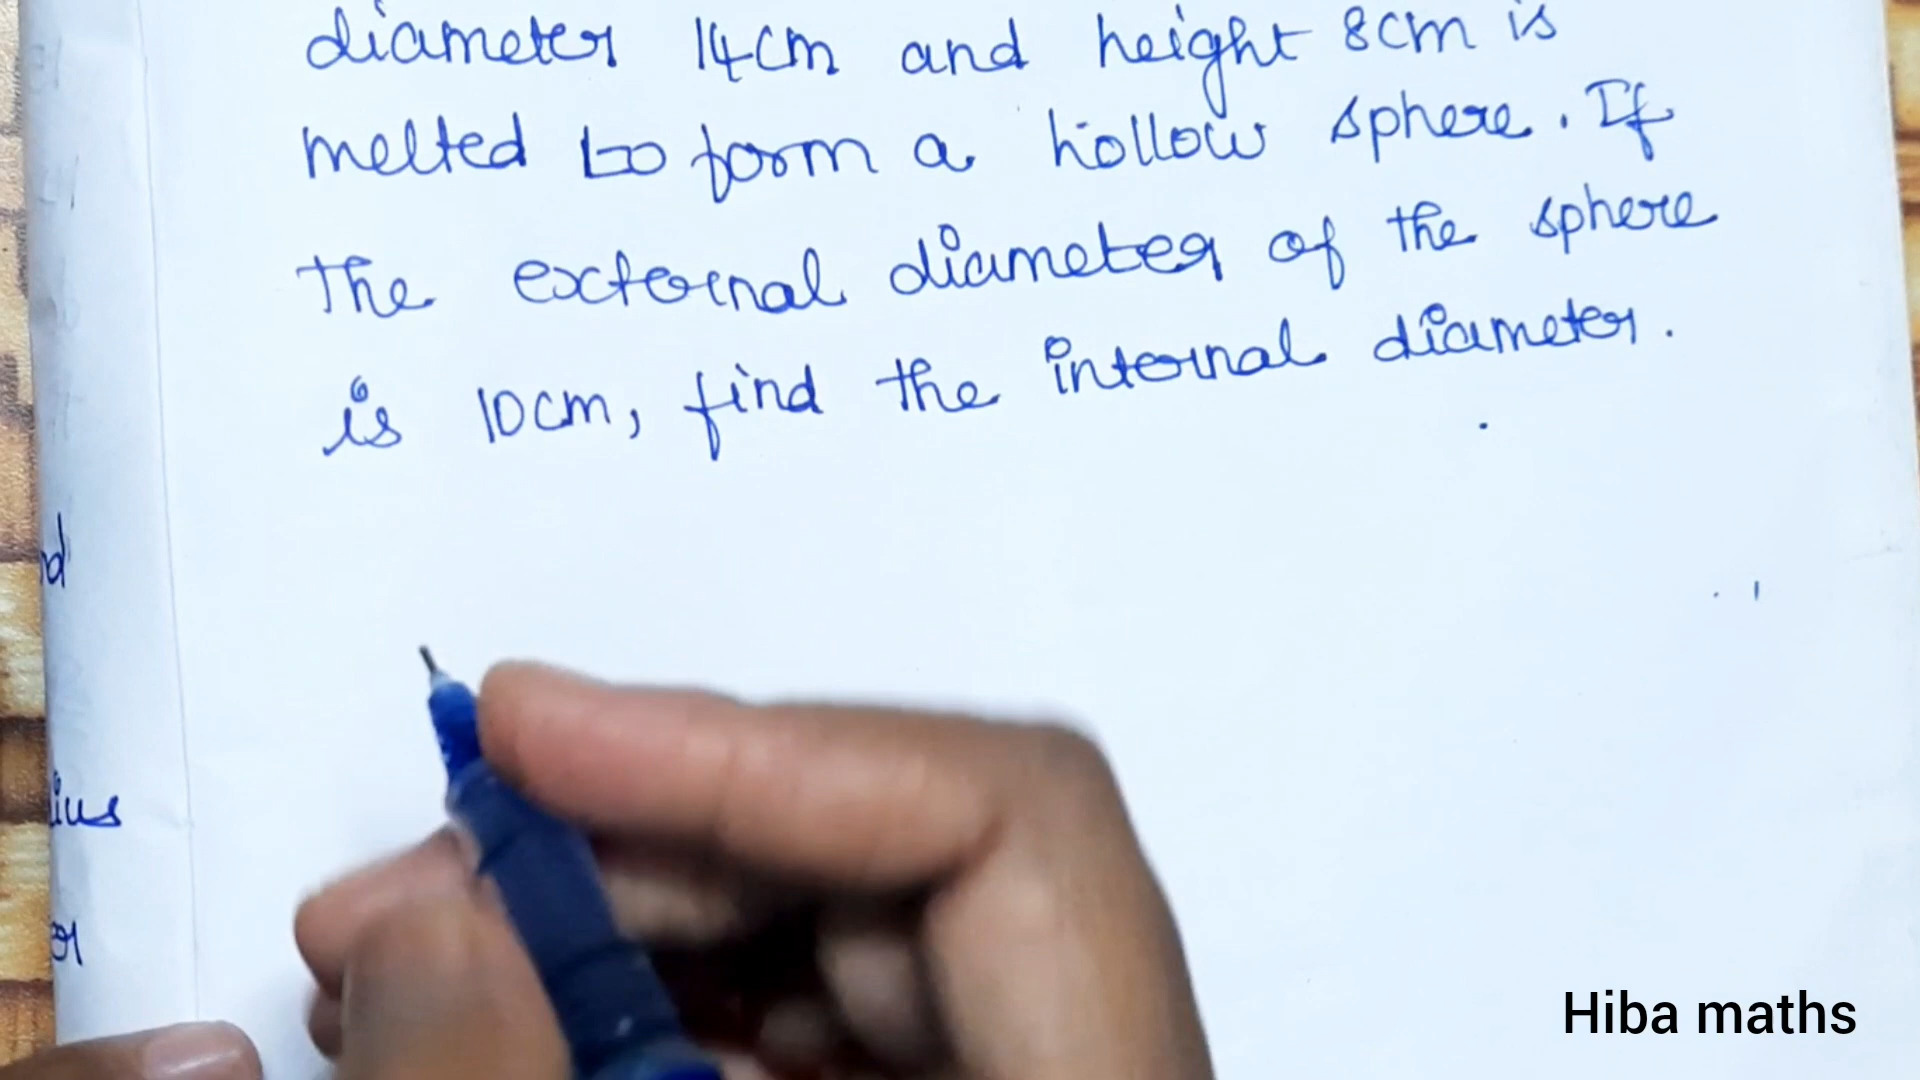 diameter 14cm and height 8cm is
melted to form a hollow sphere. If
The external diameter of the sphere
is 10cm, find the internal diameter.
Hiba maths